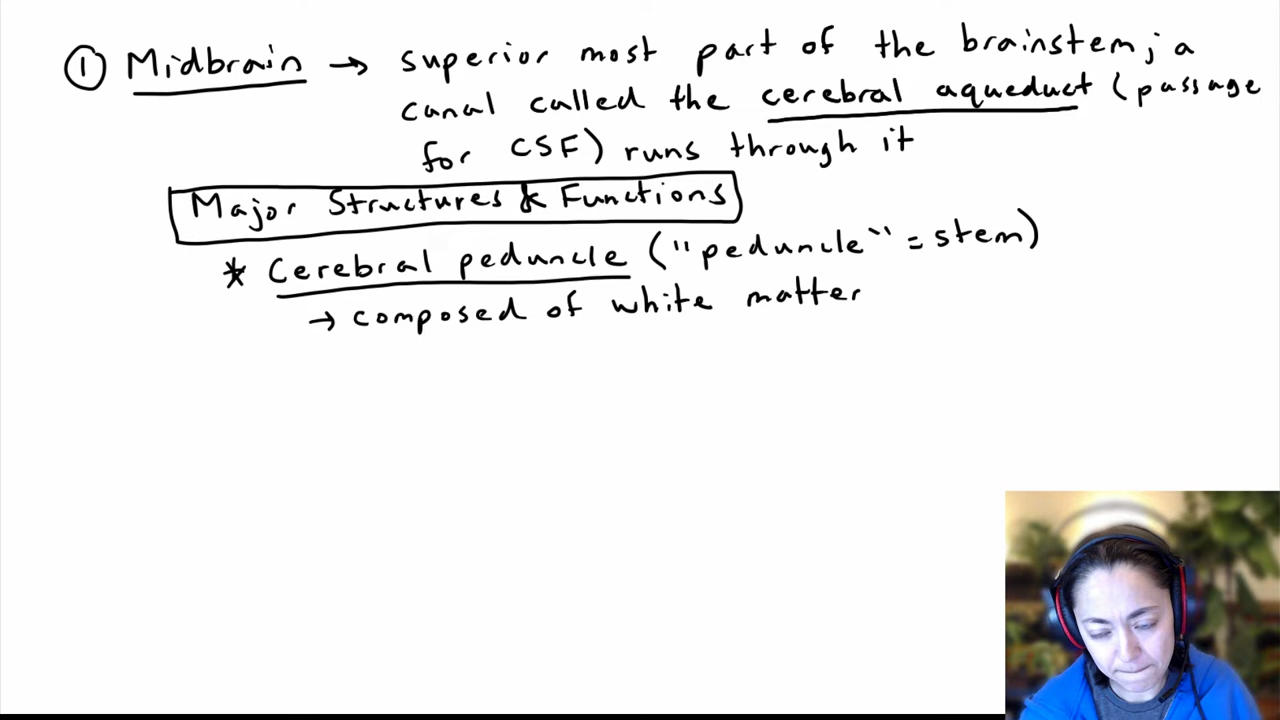 ① Midbrain → superior most part of the brainstem; a
canal called the cerebral aqueduct (passage
for CSF) runs through it
Major Structures & Functions
* Cerebral peduncle ("peduncle" = stem)
→ composed of white matter